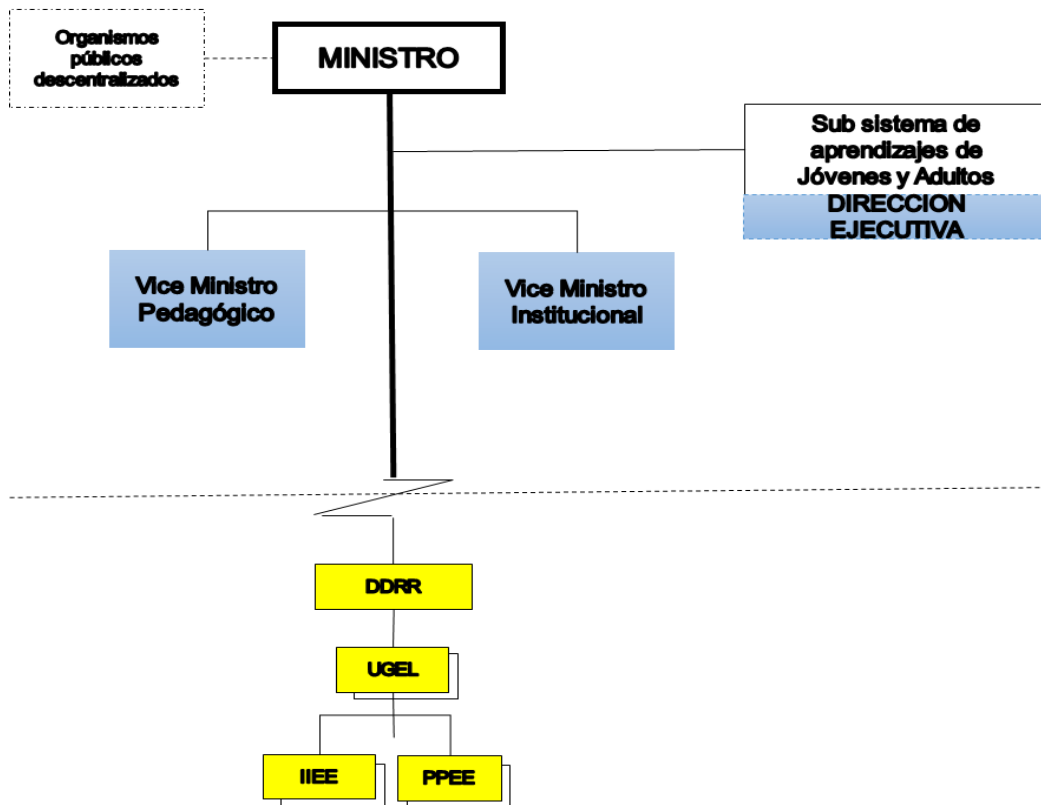 Organismos
públicos
descentralizados
MINISTRO
Sub sistema de
aprendizajes de
Jóvenes y Adultos
DIRECCION
EJECUTIVA
Vice Ministro
Pedagógico
Vice Ministro
Institucional
DDRR
UGEL
IIEE
PPEE